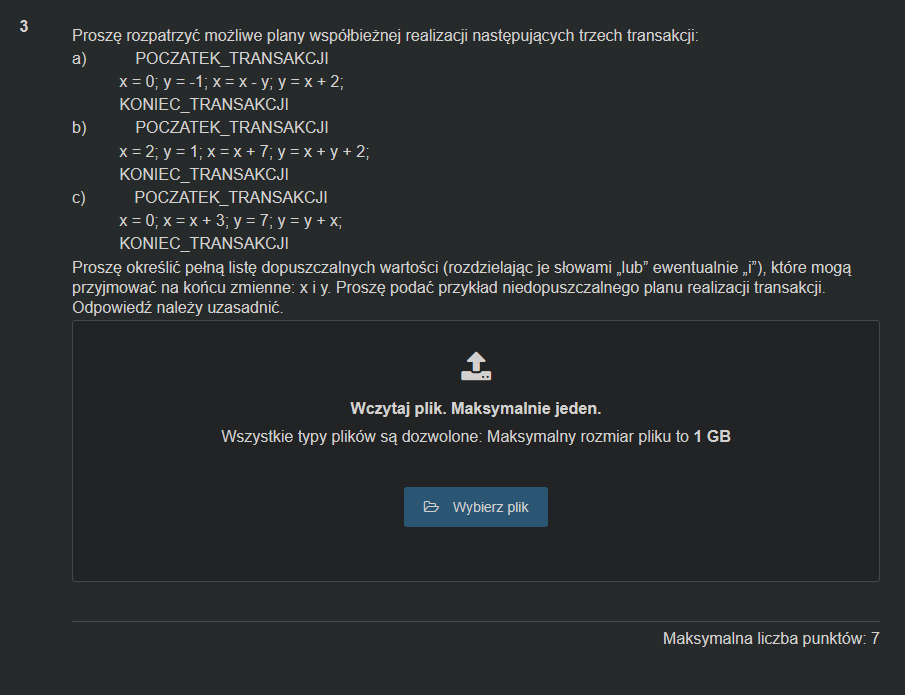 3
Proszę rozpatrzyć możliwe plany współbieżnej realizacji następujących trzech transakcji:
a) POCZATEK_TRANSAKCJI
x = 0; y = -1; x = x - y; y = x + 2;
KONIEC_TRANSAKCJI
b) POCZATEK_TRANSAKCJI
x = 2; y = 1; x = x + 7; y = x + y + 2;
KONIEC_TRANSAKCJI
c) POCZATEK_TRANSAKCJI
x = 0; x = x + 3; y = 7; y = y + x;
KONIEC_TRANSAKCJI
Proszę określić pełną listę dopuszczalnych wartości (rozdzielając je słowami „lub” ewentualnie „i”), które mogą
przyjmować na końcu zmienne: x i y. Proszę podać przykład niedopuszczalnego planu realizacji transakcji.
Odpowiedź należy uzasadnić.
Wczytaj plik. Maksymalnie jeden.
Wszystkie typy plików są dozwolone: Maksymalny rozmiar pliku to 1 GB
Wybierz plik
Maksymalna liczba punktów: 7